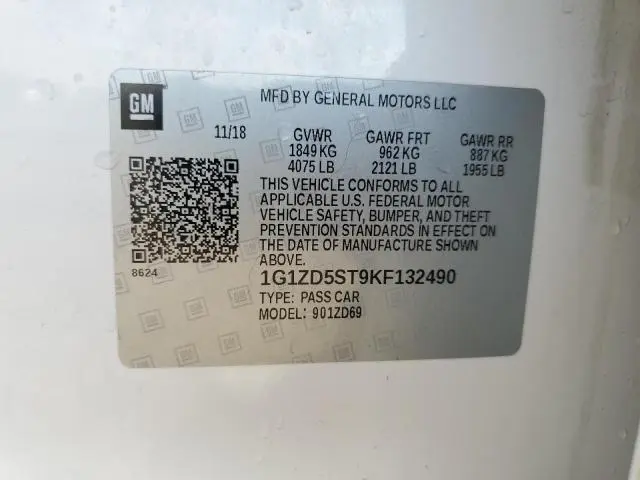 GM
MFD BY GENERAL MOTORS LLC
11/18 GVWR GAWR FRT GAWR RR
1849 KG 962 KG 887 KG
4075 LB 2121 LB 1955 LB
THIS VEHICLE CONFORMS TO ALL
APPLICABLE U.S. FEDERAL MOTOR
VEHICLE SAFETY, BUMPER, AND THEFT
PREVENTION STANDARDS IN EFFECT ON
THE DATE OF MANUFACTURE SHOWN
ABOVE.
8624
1G1ZD5ST9KF132490
TYPE: PASS CAR
MODEL: 901ZD69